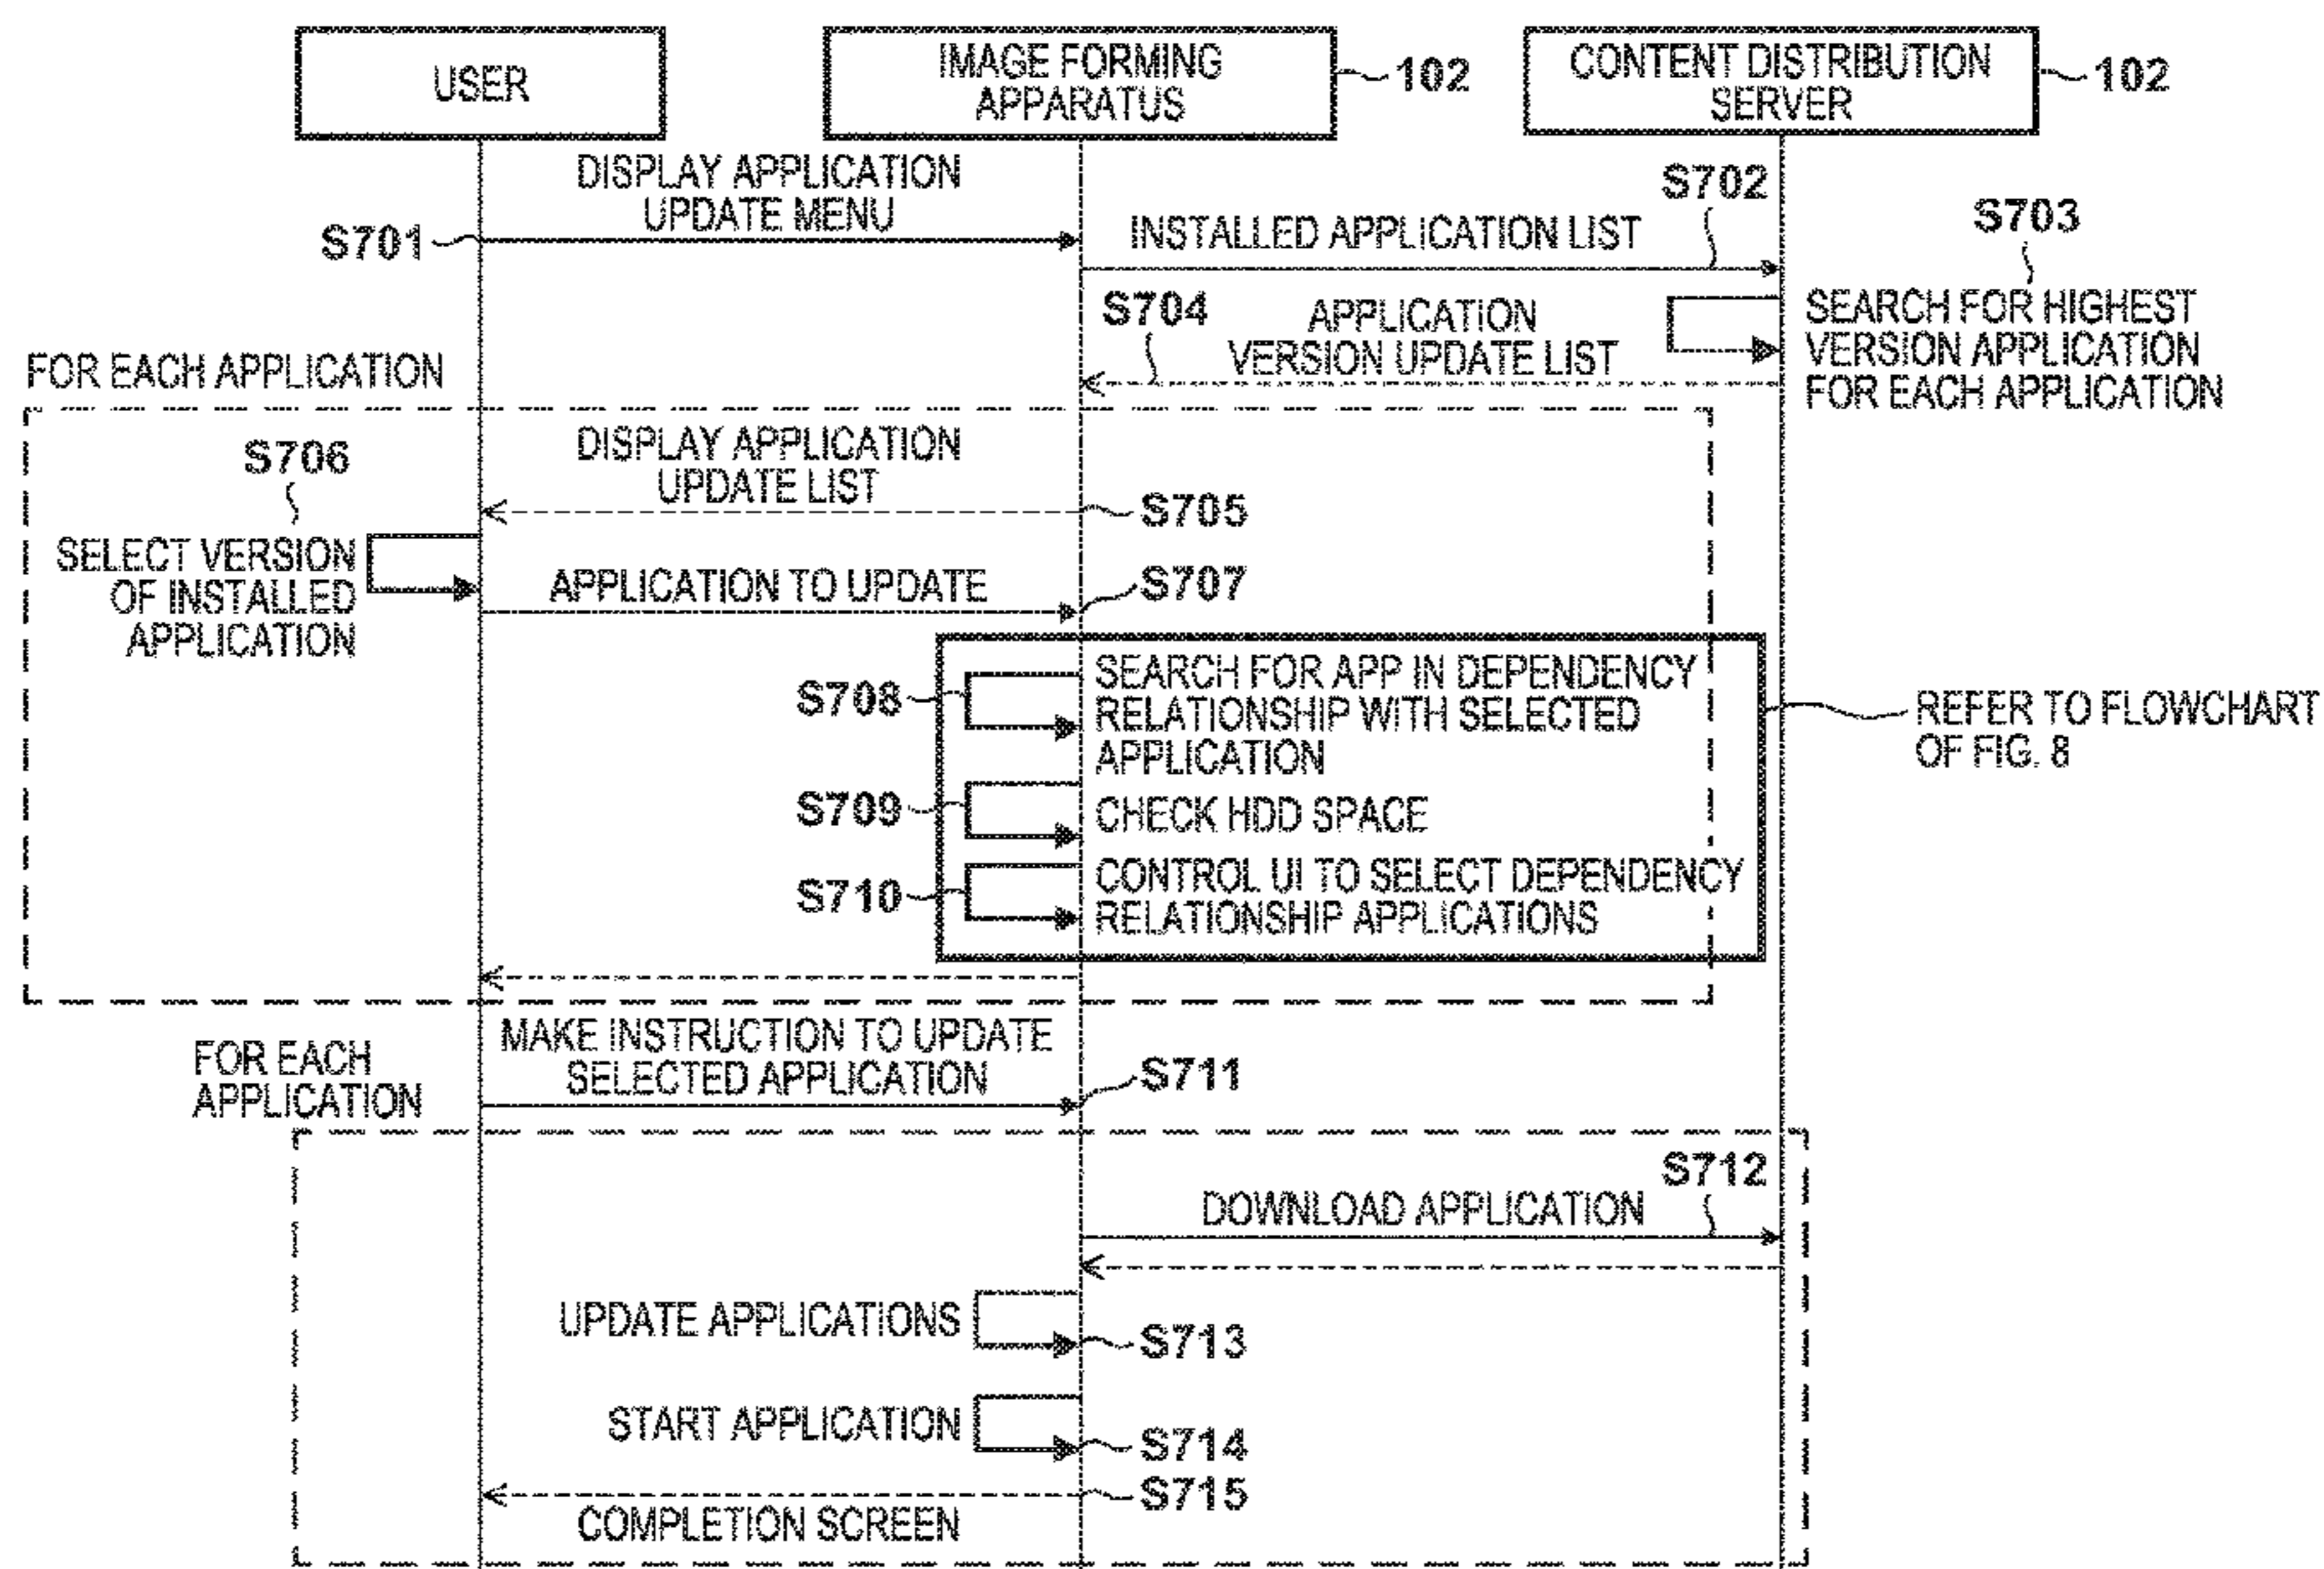 USER
IMAGE FORMING
APPARATUS
102
CONTENT DISTRIBUTION
SERVER
102
DISPLAY APPLICATION
UPDATE MENU
S701
S702
INSTALLED APPLICATION LIST
S703
SEARCH FOR HIGHEST
VERSION APPLICATION
FOR EACH APPLICATION
S704
APPLICATION
VERSION UPDATE LIST
FOR EACH APPLICATION
DISPLAY APPLICATION
UPDATE LIST
S705
S706
SELECT VERSION
OF INSTALLED
APPLICATION
APPLICATION TO UPDATE
S707
S708
SEARCH FOR APP IN DEPENDENCY
RELATIONSHIP WITH SELECTED
APPLICATION
REFER TO FLOWCHART
OF FIG. 8
S709
CHECK HDD SPACE
S710
CONTROL UI TO SELECT DEPENDENCY
RELATIONSHIP APPLICATIONS
MAKE INSTRUCTION TO UPDATE
SELECTED APPLICATION
S711
FOR EACH
APPLICATION
S712
DOWNLOAD APPLICATION
UPDATE APPLICATIONS
S713
START APPLICATION
S714
S715
COMPLETION SCREEN